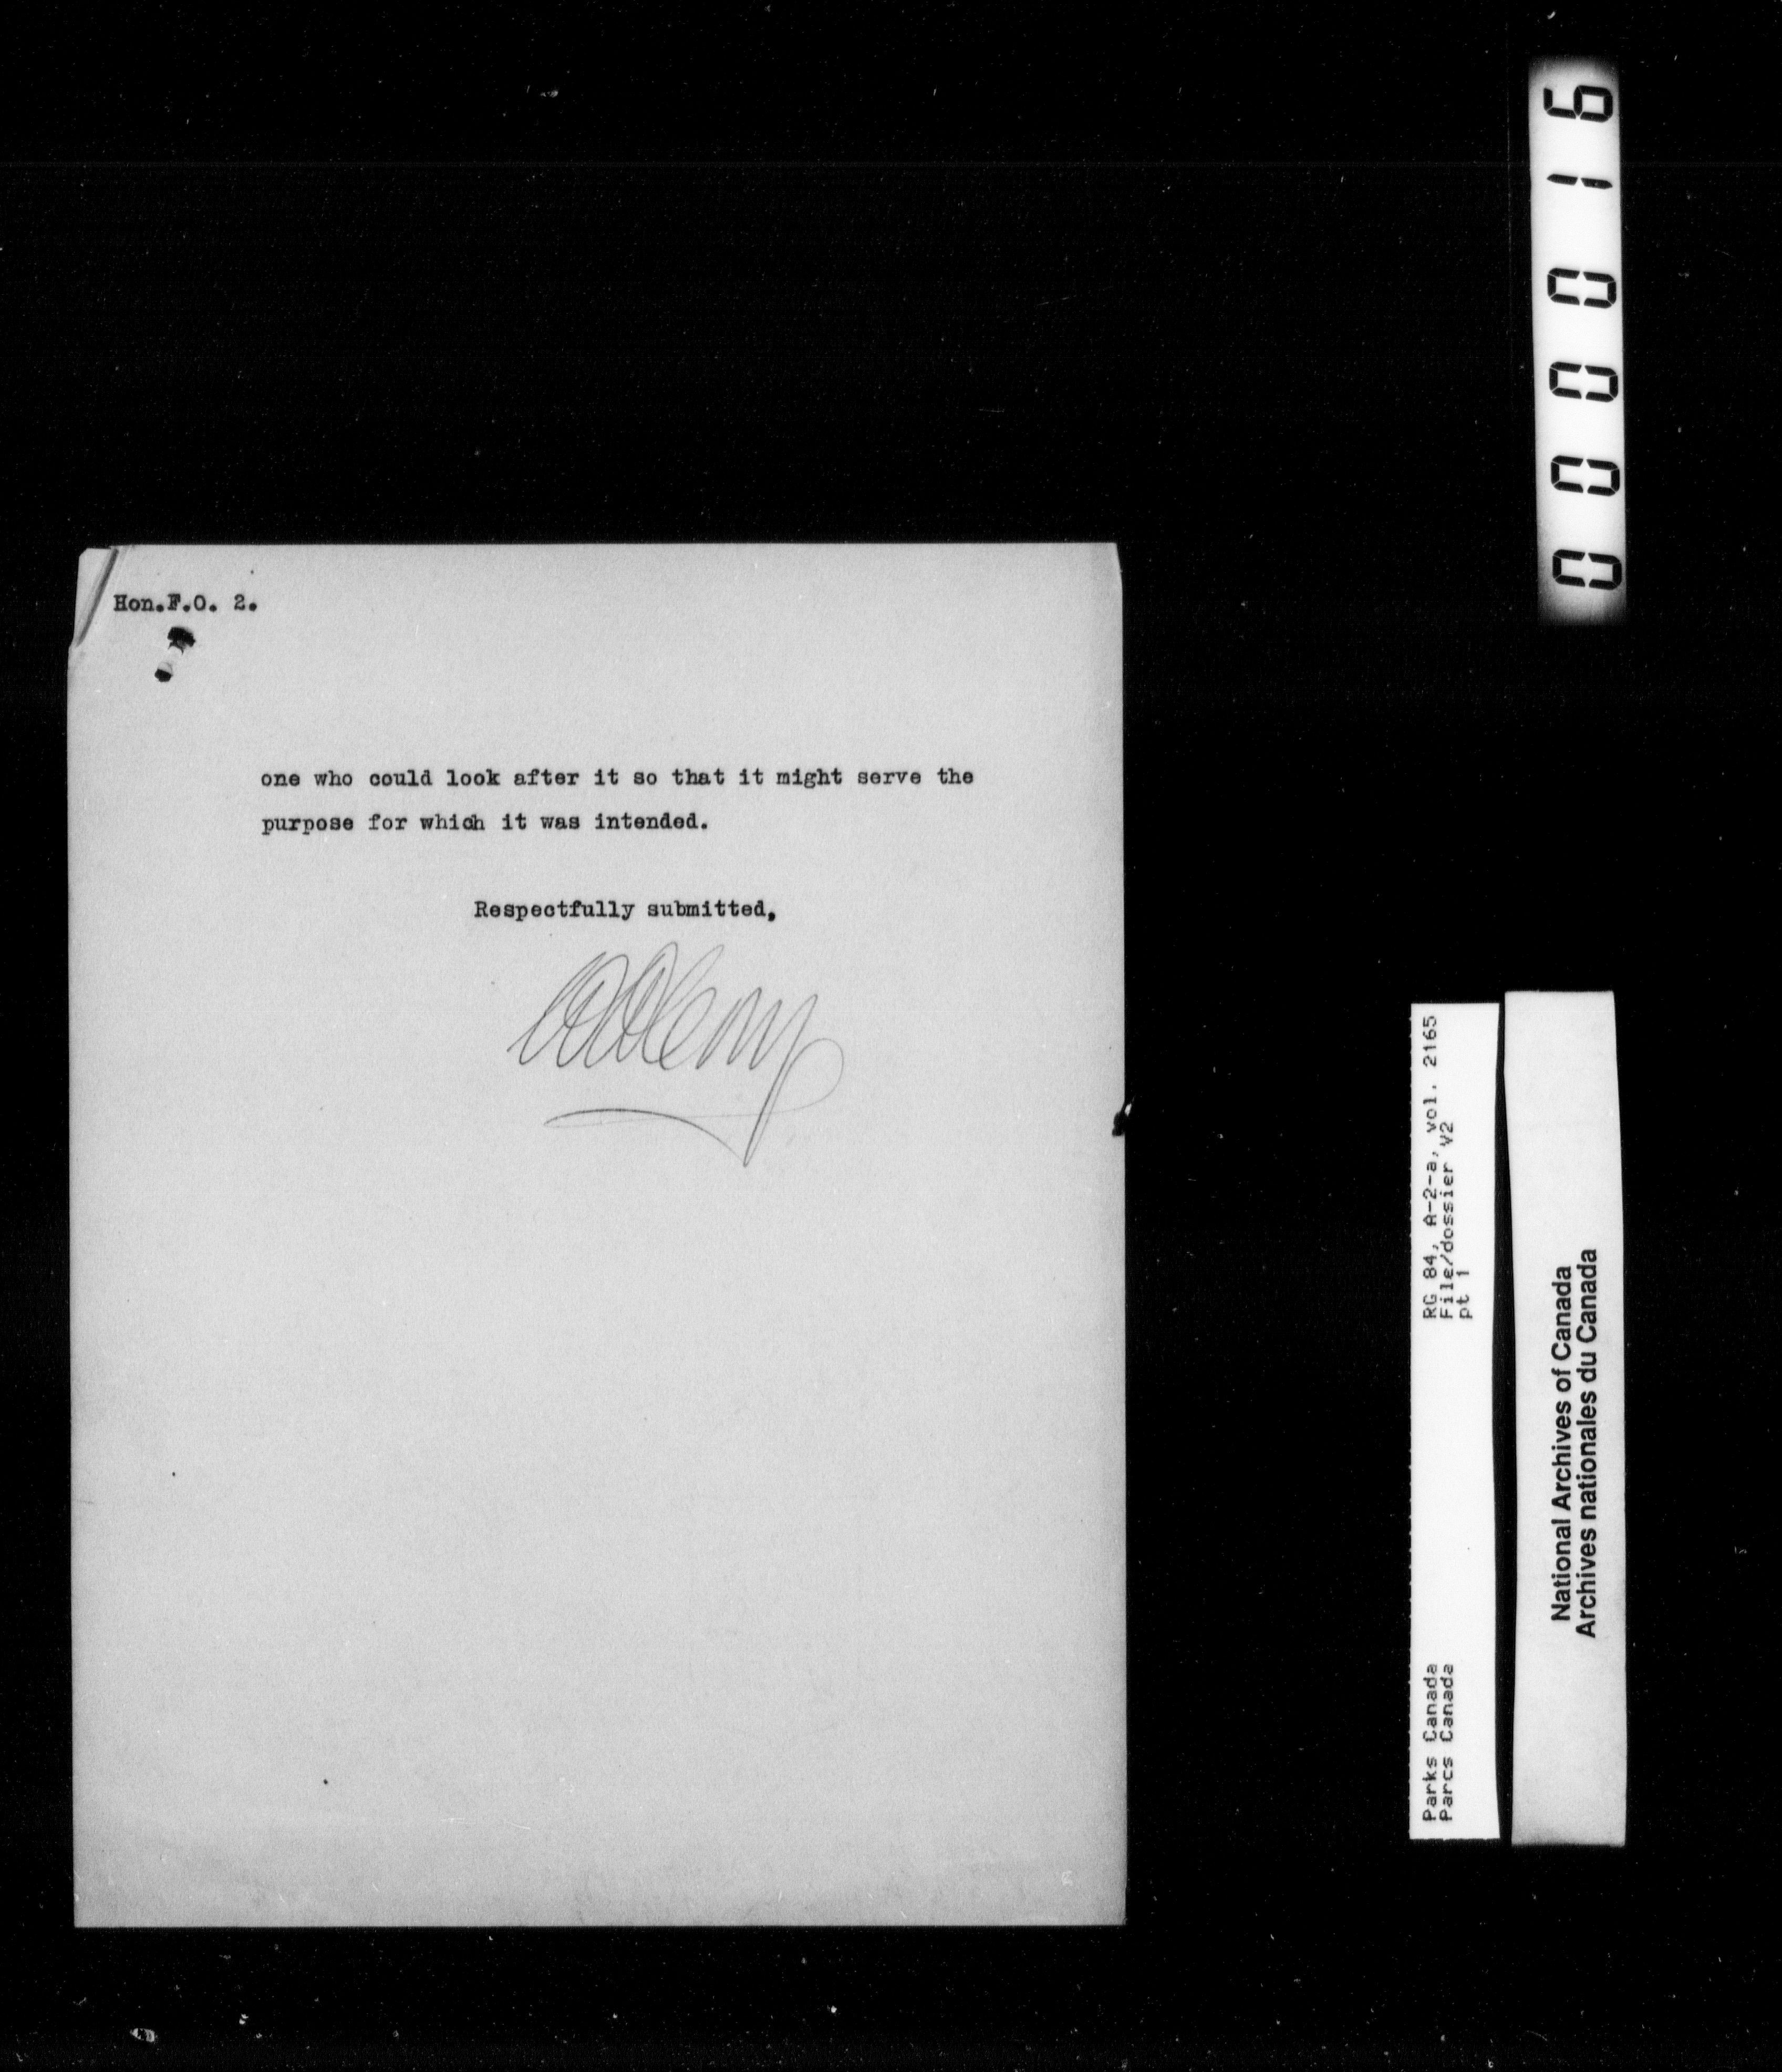 Hon.F.O. 2.
one who could look after it so that it might serve the
purpose for which it was intended.
Respectfully submitted,
000016
RG 84, A-2-a, vol. 2165
File/dossier V2
pt 1
Parks Canada
Parcs Canada
National Archives of Canada
Archives nationales du Canada